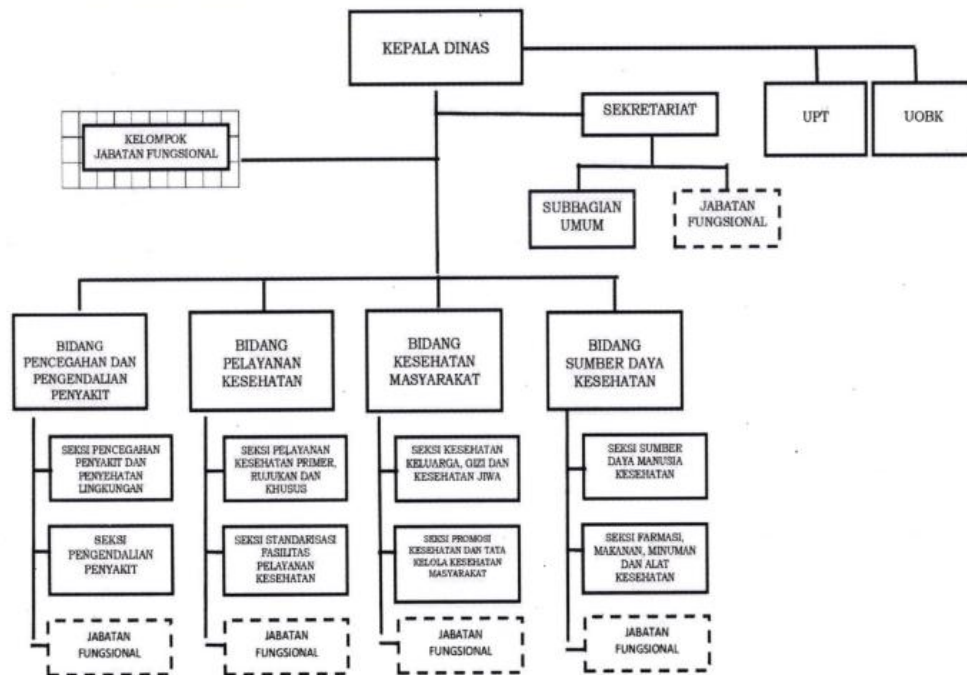 KEPALA DINAS
SEKRETARIAT
UPT
UOBK
KELOMPOK
JABATAN FUNGSIONAL
SUBBAGIAN
UMUM
JABATAN
FUNGSIONAL
BIDANG
PENCEGAHAN DAN
PENGENDALIAN
PENYAKIT
BIDANG
PELAYANAN
KESEHATAN
BIDANG
KESEHATAN
MASYARAKAT
BIDANG
SUMBER DAYA
KESEHATAN
SEKSI PENCEGAHAN
PENYAKIT DAN
PENYEHATAN
LINGKUNGAN
SEKSI PELAYANAN
KESEHATAN PRIMER,
RUJUKAN DAN
KHUSUS
SEKSI KESEHATAN
KELUARGA, GIZI DAN
KESEHATAN JIWA
SEKSI SUMBER
DAYA MANUSIA
KESEHATAN
SEKSI
PENGENDALIAN
PENYAKIT
SEKSI STANDARISASI
FASILITAS
PELAYANAN
KESEHATAN
SEKSI PROMOSI
KESEHATAN DAN TATA
KELOLA KESEHATAN
MASYARAKAT
SEKSI FARMASI,
MAKANAN, MINUMAN
DAN ALAT
KESEHATAN
JABATAN
FUNGSIONAL
JABATAN
FUNGSIONAL
JABATAN
FUNGSIONAL
JABATAN
FUNGSIONAL